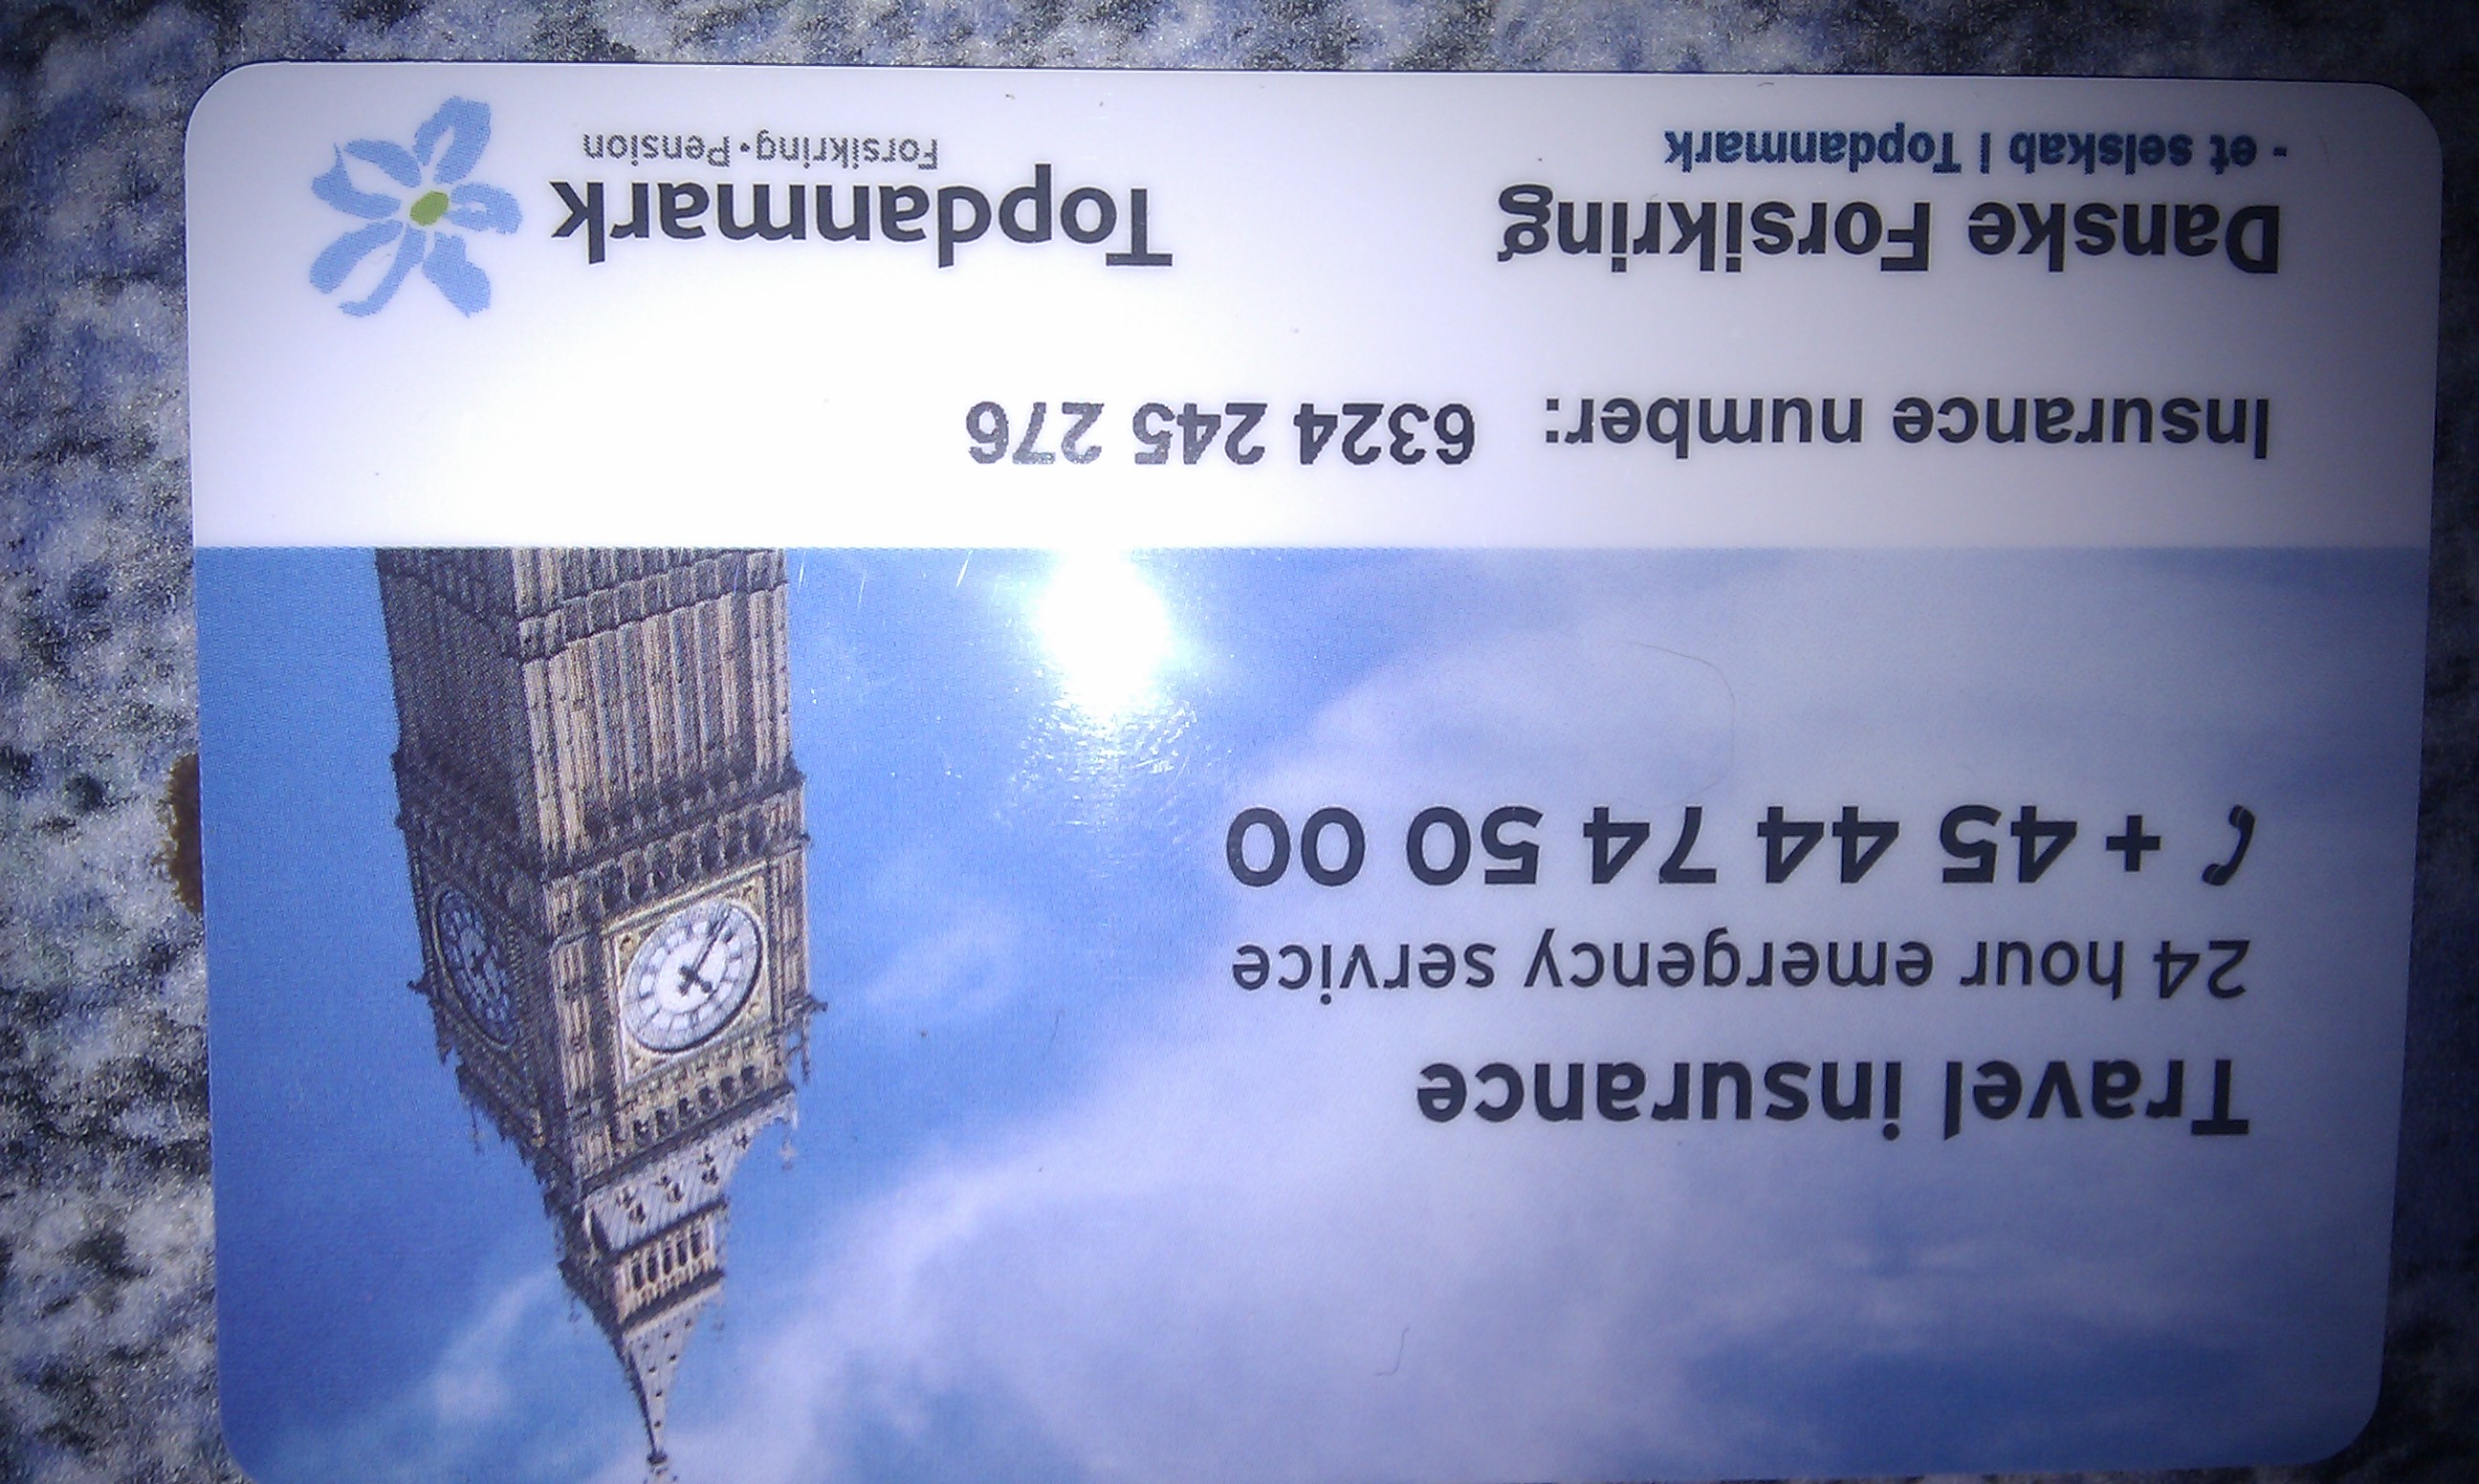 Travel insurance
24 hour emergency service
+ 45 44 74 50 00
Insurance number: 6324 245 276
Danske Forsikring
- et selskab i Topdanmark
Topdanmark
Forsikring•Pension